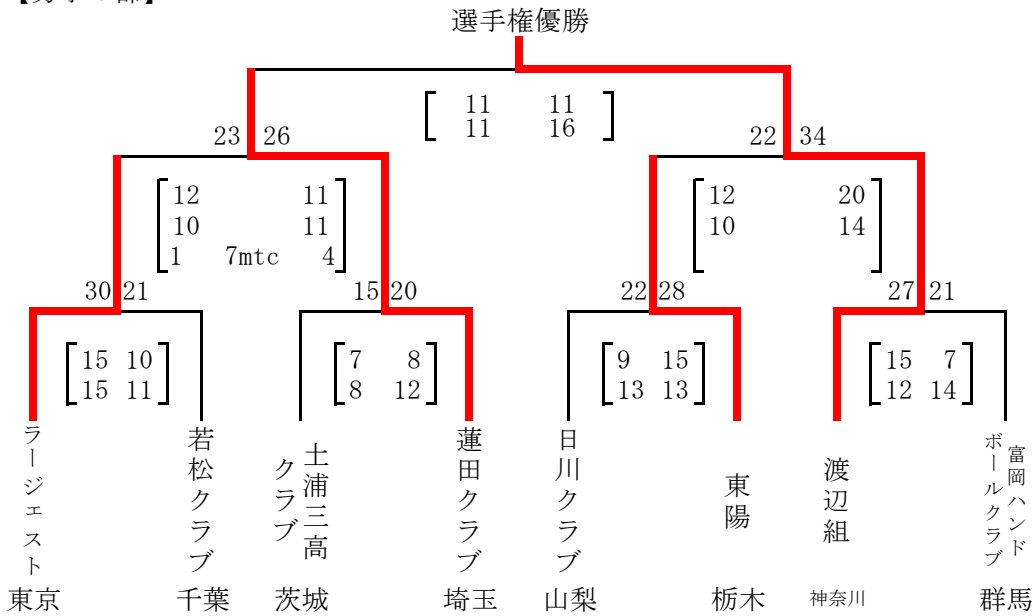 選手権優勝
11 11
11 16
23 26
22 34
12 11
10 11
1 7mtc 4
12 20
10 14
30 21
15 20
22 28
27 21
15 10
15 11
7 8
8 12
9 15
13 13
15 7
12 14
ラージェスト
若松クラブ
土浦三高
クラブ
蓮田クラブ
日川クラブ
東陽
渡辺組
富岡ハンド
ボールクラブ
東京
千葉
茨城
埼玉
山梨
栃木
神奈川
群馬